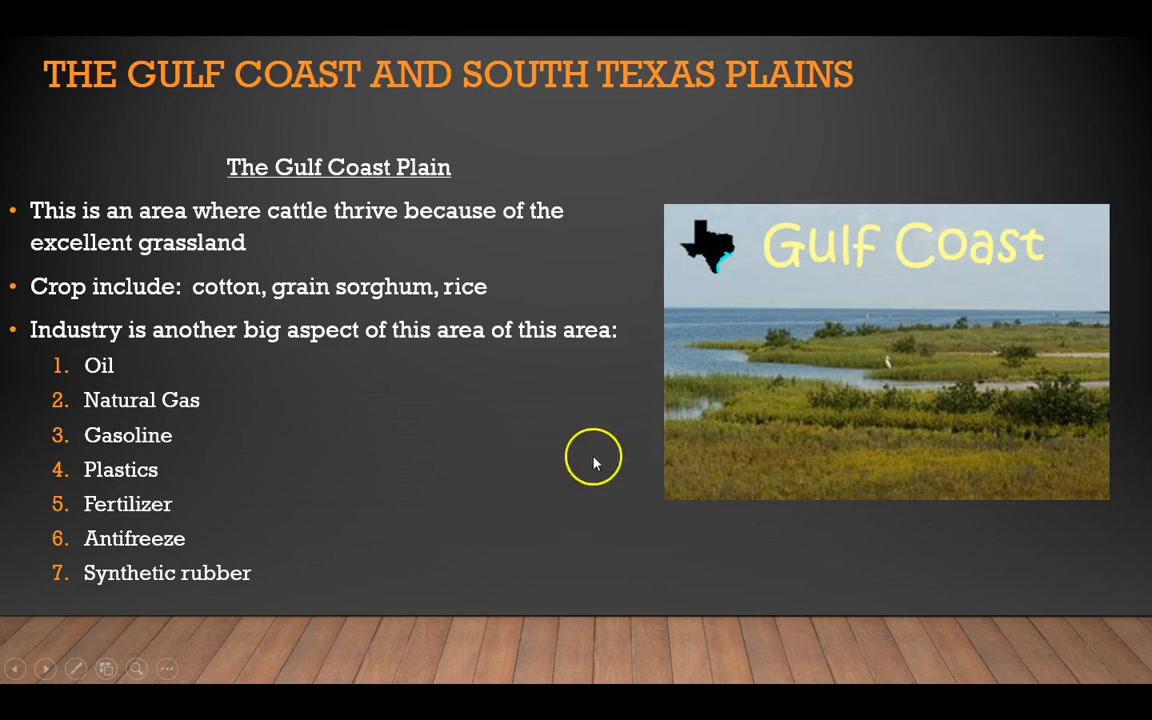 THE GULF COAST AND SOUTH TEXAS PLAINS
The Gulf Coast Plain
• This is an area where cattle thrive because of the
excellent grassland
• Crop include: cotton, grain sorghum, rice
• Industry is another big aspect of this area of this area:
1. Oil
2. Natural Gas
3. Gasoline
4. Plastics
5. Fertilizer
6. Antifreeze
7. Synthetic rubber
Gulf Coast